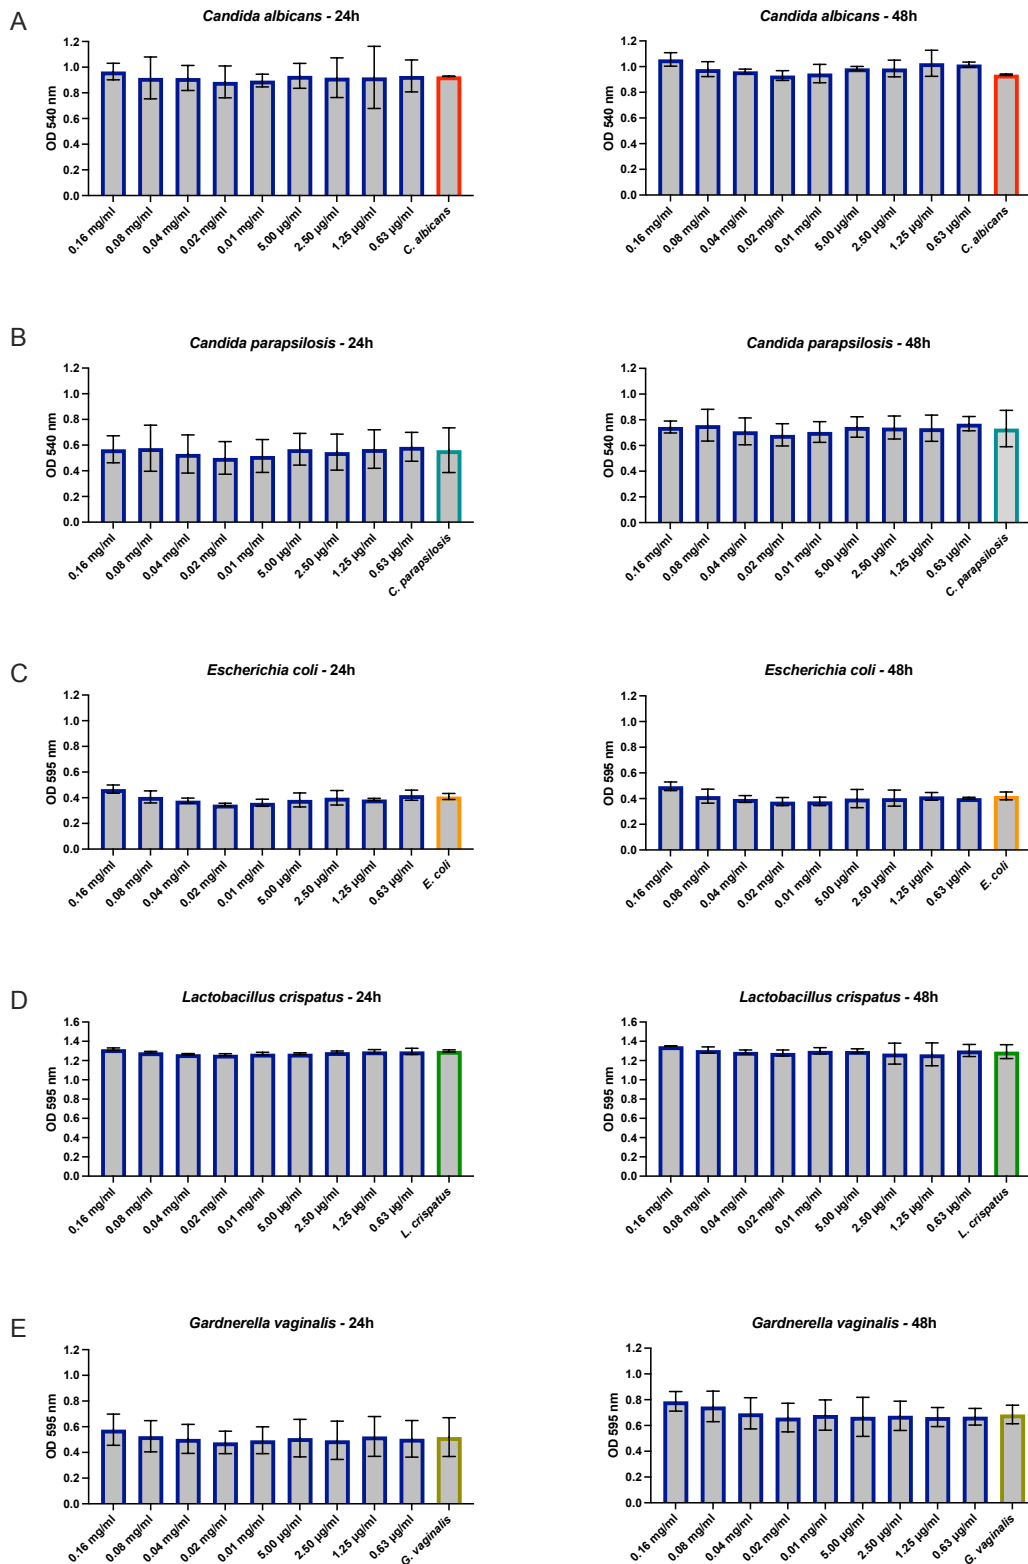 A
Candida albicans - 24h
OD 540 nm
1.2
1.0
0.8
0.6
0.4
0.2
0.0
0.16 mg/ml
0.08 mg/ml
0.04 mg/ml
0.02 mg/ml
0.01 mg/ml
5.00 µg/ml
2.50 µg/ml
1.25 µg/ml
0.63 µg/ml
C. albicans
Candida albicans - 48h
OD 540 nm
1.2
1.0
0.8
0.6
0.4
0.2
0.0
0.16 mg/ml
0.08 mg/ml
0.04 mg/ml
0.02 mg/ml
0.01 mg/ml
5.00 µg/ml
2.50 µg/ml
1.25 µg/ml
0.63 µg/ml
C. albicans
B
Candida parapsilosis - 24h
OD 540 nm
1.2
1.0
0.8
0.6
0.4
0.2
0.0
0.16 mg/ml
0.08 mg/ml
0.04 mg/ml
0.02 mg/ml
0.01 mg/ml
5.00 µg/ml
2.50 µg/ml
1.25 µg/ml
0.63 µg/ml
C. parapsilosis
Candida parapsilosis - 48h
OD 540 nm
1.2
1.0
0.8
0.6
0.4
0.2
0.0
0.16 mg/ml
0.08 mg/ml
0.04 mg/ml
0.02 mg/ml
0.01 mg/ml
5.00 µg/ml
2.50 µg/ml
1.25 µg/ml
0.63 µg/ml
C. parapsilosis
C
Escherichia coli - 24h
OD 595 nm
1.2
1.0
0.8
0.6
0.4
0.2
0.0
0.16 mg/ml
0.08 mg/ml
0.04 mg/ml
0.02 mg/ml
0.01 mg/ml
5.00 µg/ml
2.50 µg/ml
1.25 µg/ml
0.63 µg/ml
E. coli
Escherichia coli - 48h
OD 595 nm
1.2
1.0
0.8
0.6
0.4
0.2
0.0
0.16 mg/ml
0.08 mg/ml
0.04 mg/ml
0.02 mg/ml
0.01 mg/ml
5.00 µg/ml
2.50 µg/ml
1.25 µg/ml
0.63 µg/ml
E. coli
D
Lactobacillus crispatus - 24h
OD 595 nm
1.6
1.4
1.2
1.0
0.8
0.6
0.4
0.2
0.0
0.16 mg/ml
0.08 mg/ml
0.04 mg/ml
0.02 mg/ml
0.01 mg/ml
5.00 µg/ml
2.50 µg/ml
1.25 µg/ml
0.63 µg/ml
L. crispatus
Lactobacillus crispatus - 48h
OD 595 nm
1.6
1.4
1.2
1.0
0.8
0.6
0.4
0.2
0.0
0.16 mg/ml
0.08 mg/ml
0.04 mg/ml
0.02 mg/ml
0.01 mg/ml
5.00 µg/ml
2.50 µg/ml
1.25 µg/ml
0.63 µg/ml
L. crispatus
E
Gardnerella vaginalis - 24h
OD 595 nm
1.2
1.0
0.8
0.6
0.4
0.2
0.0
0.16 mg/ml
0.08 mg/ml
0.04 mg/ml
0.02 mg/ml
0.01 mg/ml
5.00 µg/ml
2.50 µg/ml
1.25 µg/ml
0.63 µg/ml
G. vaginalis
Gardnerella vaginalis - 48h
OD 595 nm
1.2
1.0
0.8
0.6
0.4
0.2
0.0
0.16 mg/ml
0.08 mg/ml
0.04 mg/ml
0.02 mg/ml
0.01 mg/ml
5.00 µg/ml
2.50 µg/ml
1.25 µg/ml
0.63 µg/ml
G. vaginalis